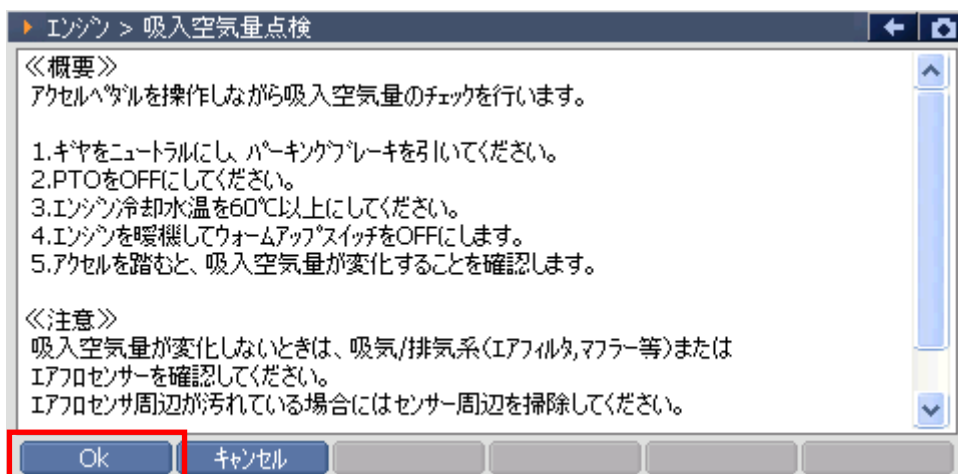 エンジン > 吸入空気量点検
≪概要≫
アクセルペダルを操作しながら吸入空気量のチェックを行います。
1.ギヤをニュートラルにし、パーキングブレーキを引いてください。
2.PTOをOFFにしてください。
3.エンジン冷却水温を60℃以上にしてください。
4.エンジンを暖機してウォームアップスイッチをOFFにします。
5.アクセルを踏むと、吸入空気量が変化することを確認します。
≪注意≫
吸入空気量が変化しないときは、吸気/排気系(エアフィルタ,マフラー等)または
エアフロセンサーを確認してください。
エアフロセンサ周辺が汚れている場合にはセンサー周辺を掃除してください。
Ok キャンセル